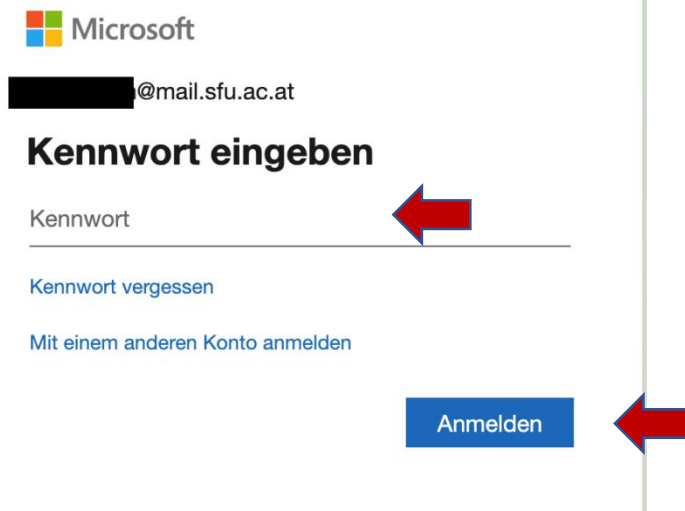 Microsoft
@mail.sfu.ac.at
Kennwort eingeben
Kennwort
Kennwort vergessen
Mit einem anderen Konto anmelden
Anmelden